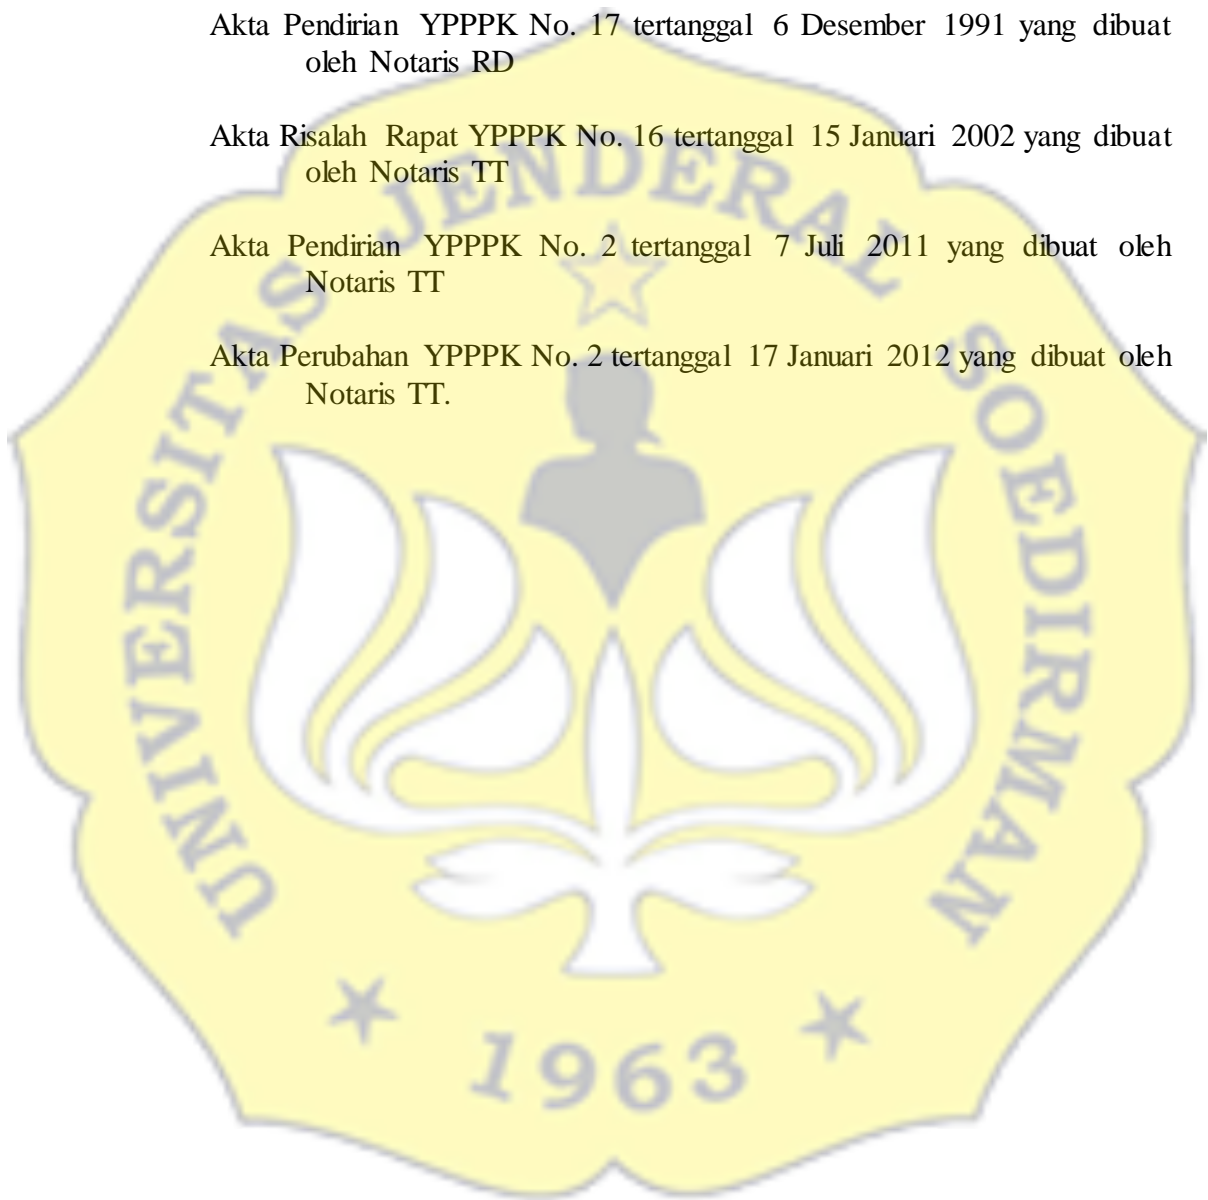 Akta Pendirian YPPPK No. 17 tertanggal 6 Desember 1991 yang dibuat
oleh Notaris RD
Akta Risalah Rapat YPPPK No. 16 tertanggal 15 Januari 2002 yang dibuat
oleh Notaris TT
Akta Pendirian YPPPK No. 2 tertanggal 7 Juli 2011 yang dibuat oleh
Notaris TT
Akta Perubahan YPPPK No. 2 tertanggal 17 Januari 2012 yang dibuat oleh
Notaris TT.
UNIVERSITAS JENDERAL SOEDIRMAN
1963